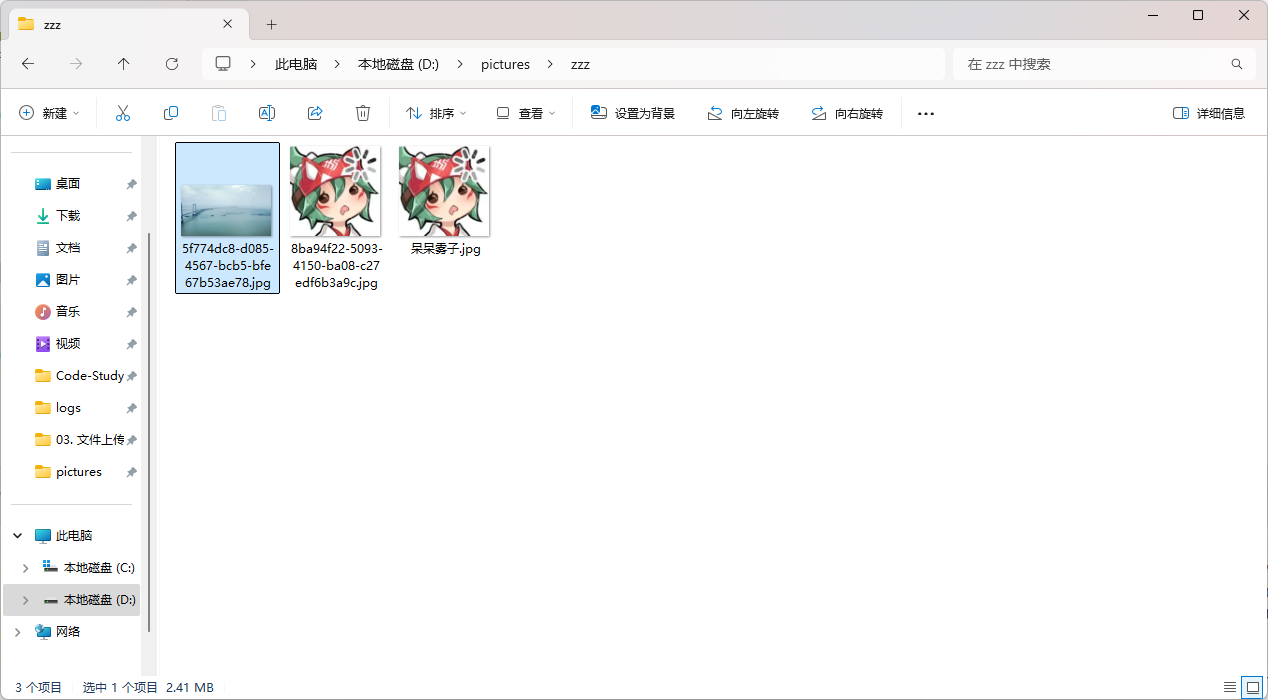 zzz
此电脑 本地磁盘 (D:) pictures zzz
在 zzz 中搜索
新建 排序 查看 设置为背景 向左旋转 向右旋转 详细信息
桌面
下载
文档
图片
音乐
视频
Code-Study
logs
03. 文件上传
pictures
此电脑
本地磁盘 (C:)
本地磁盘 (D:)
网络
5f774dc8-d085-
4567-bcb5-bfe
67b53ae78.jpg
8ba94f22-5093-
4150-ba08-c27
edf6b3a9c.jpg
呆呆雾子.jpg
3 个项目 选中 1 个项目 2.41 MB